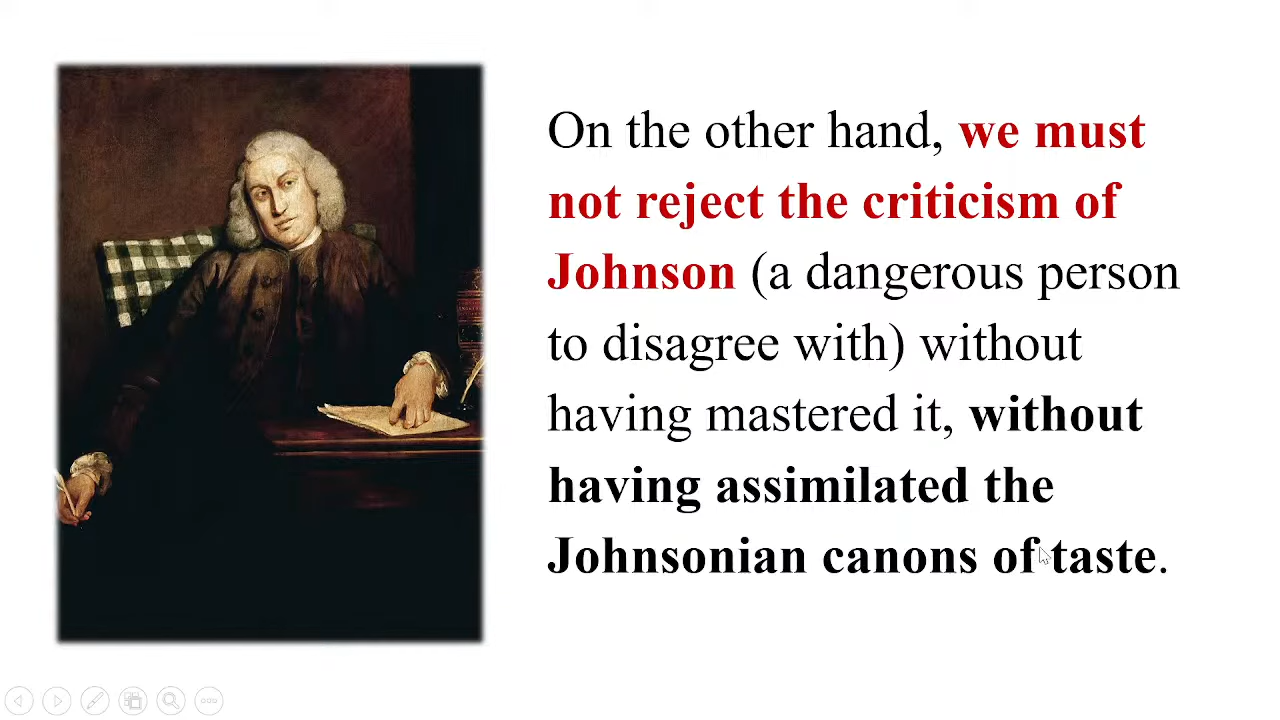 On the other hand, we must
not reject the criticism of
Johnson (a dangerous person
to disagree with) without
having mastered it, without
having assimilated the
Johnsonian canons of taste.